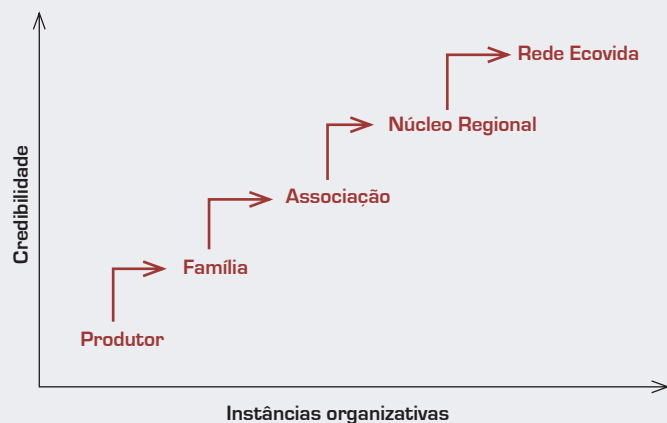 Rede Ecovida
Núcleo Regional
Associação
Família
Produtor
Credibilidade
Instâncias organizativas